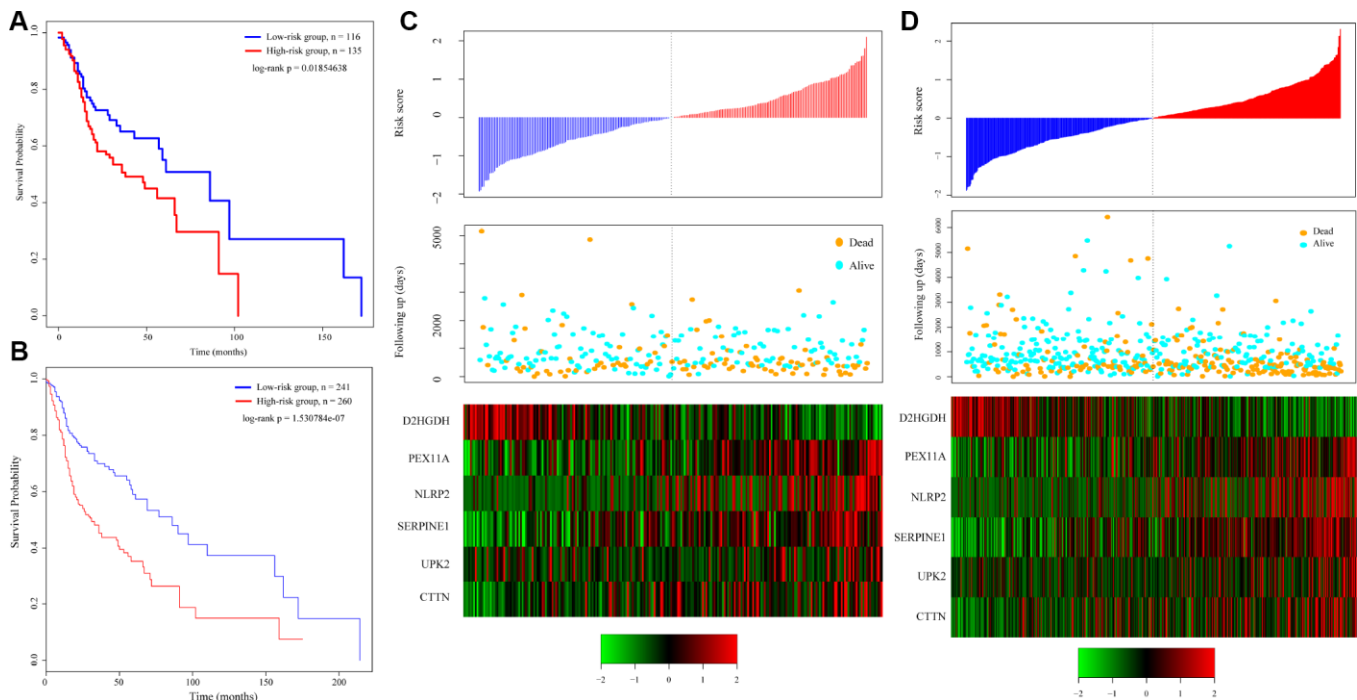 A
Low-risk group, n = 116
High-risk group, n = 135
log-rank p = 0.01854638
Survival Probability
0.0
0.2
0.4
0.6
0.8
1.0
0
50
100
150
Time (months)
B
Low-risk group, n = 241
High-risk group, n = 260
log-rank p = 1.530784e-07
Survival Probability
0.0
0.2
0.4
0.6
0.8
1.0
0
50
100
150
200
Time (months)
C
Risk score
2
1
0
−1
−2
Following up (days)
5000
2000
0
Dead
Alive
D2HGDH
PEX11A
NLRP2
SERPINE1
UPK2
CTTN
−2
−1
0
1
2
D
Risk score
2
1
0
−1
−2
Following up (days)
6000
5000
4000
3000
2000
1000
0
Dead
Alive
D2HGDH
PEX11A
NLRP2
SERPINE1
UPK2
CTTN
−2
−1
0
1
2